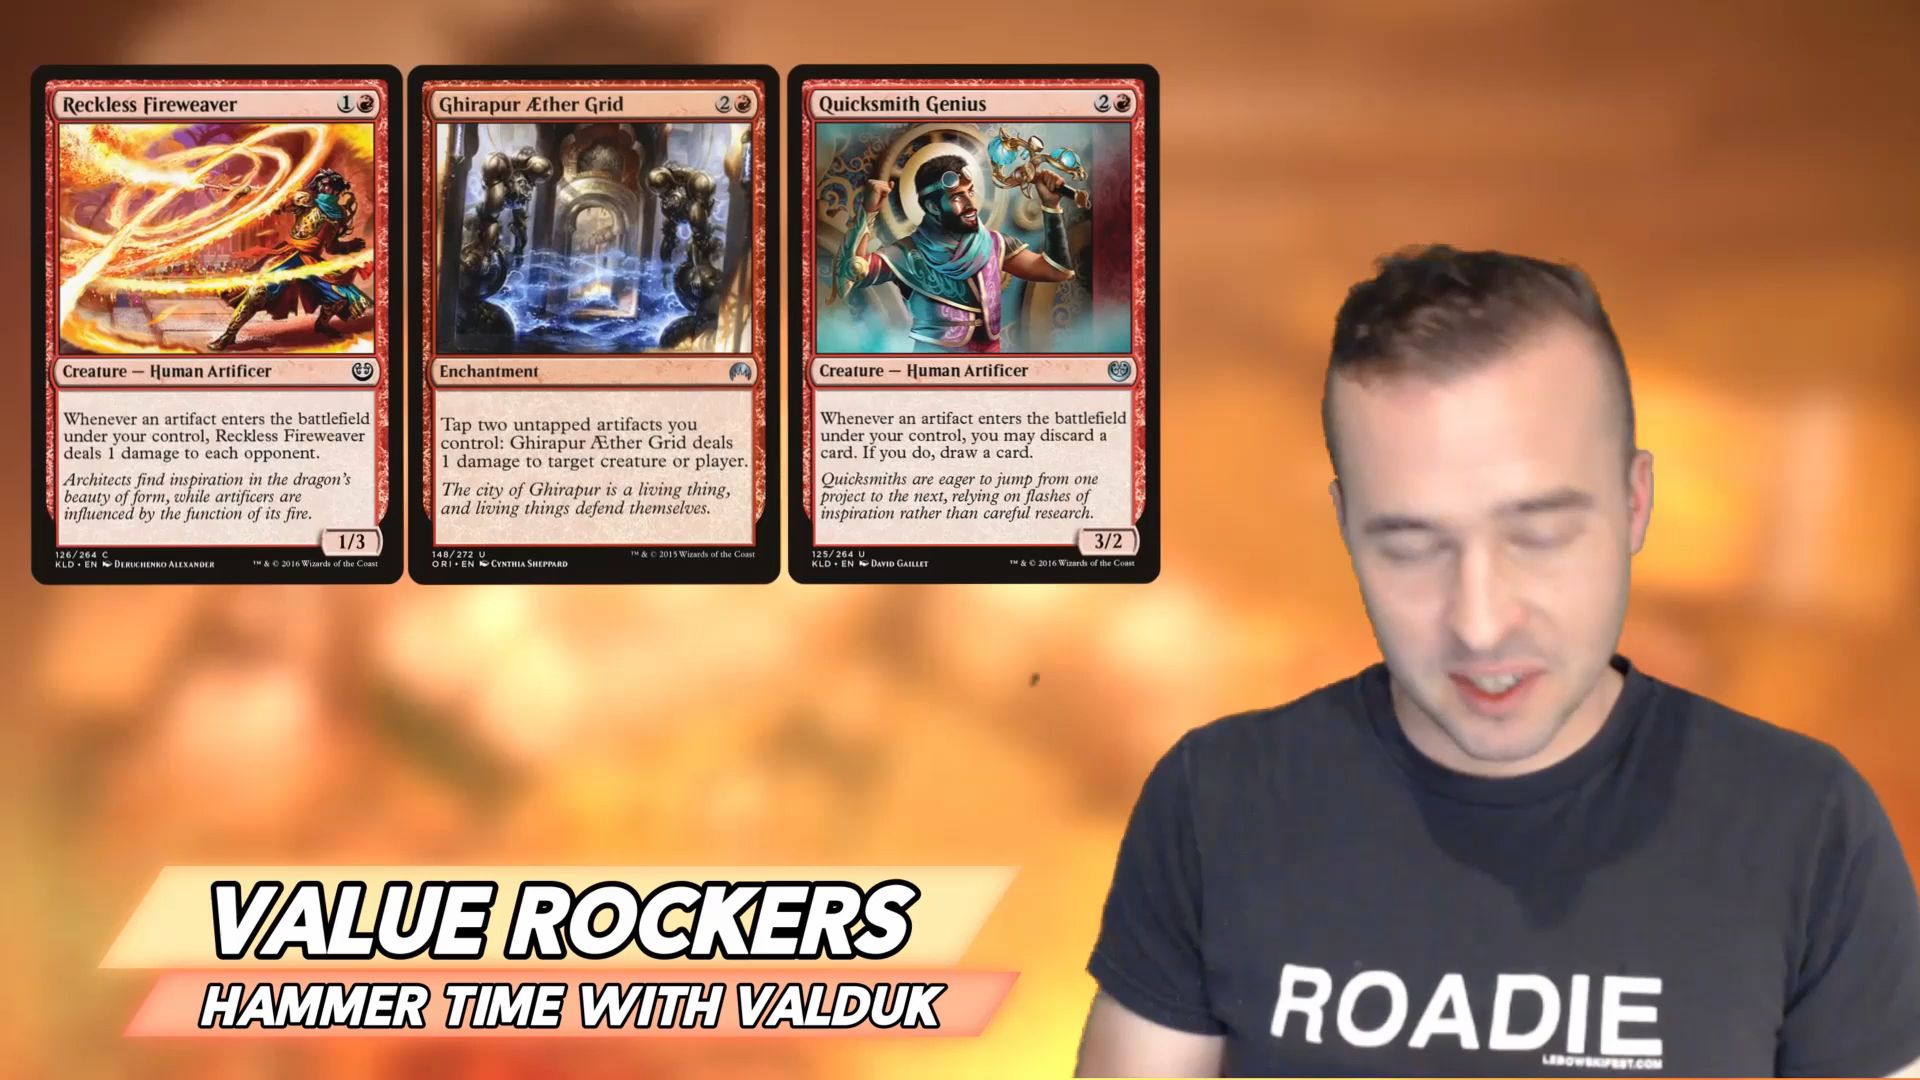 Reckless Fireweaver 1
Creature — Human Artificer
Whenever an artifact enters the battlefield
under your control, Reckless Fireweaver
deals 1 damage to each opponent.
Architects find inspiration in the dragon's
beauty of form, while artificers are
influenced by the function of its fire.
1/3
126/264 C
KLD • EN DERUCHENKO ALEXANDER
™ & © 2016 Wizards of the Coast
Ghirapur Æther Grid 2
Enchantment
Tap two untapped artifacts you
control: Ghirapur Æther Grid deals
1 damage to target creature or player.
The city of Ghirapur is a living thing,
and living things defend themselves.
148/272 U
ORI • EN CYNTHIA SHEPPARD
™ & © 2015 Wizards of the Coast
Quicksmith Genius 2
Creature — Human Artificer
Whenever an artifact enters the battlefield
under your control, you may discard a
card. If you do, draw a card.
Quicksmiths are eager to jump from one
project to the next, relying on flashes of
inspiration rather than careful research.
3/2
125/264 U
KLD • EN DAVID GAILLET
™ & © 2016 Wizards of the Coast
VALUE ROCKERS
HAMMER TIME WITH VALDUK
ROADIE
LEBOWSKIFEST.COM